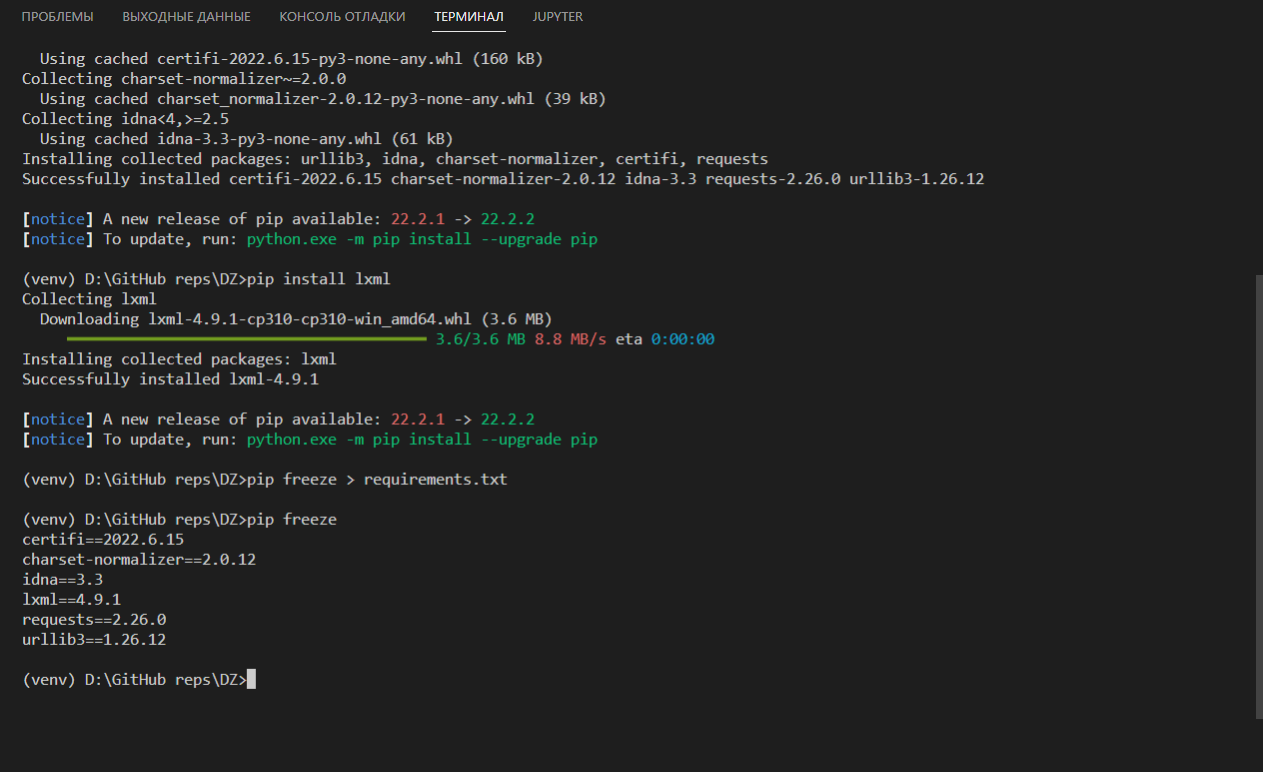 ПРОБЛЕМЫ ВЫХОДНЫЕ ДАННЫЕ КОНСОЛЬ ОТЛАДКИ ТЕРМИНАЛ JUPYTER
Using cached certifi-2022.6.15-py3-none-any.whl (160 kB)
Collecting charset-normalizer~=2.0.0
Using cached charset_normalizer-2.0.12-py3-none-any.whl (39 kB)
Collecting idna<4,>=2.5
Using cached idna-3.3-py3-none-any.whl (61 kB)
Installing collected packages: urllib3, idna, charset-normalizer, certifi, requests
Successfully installed certifi-2022.6.15 charset-normalizer-2.0.12 idna-3.3 requests-2.26.0 urllib3-1.26.12
[notice] A new release of pip available: 22.2.1 -> 22.2.2
[notice] To update, run: python.exe -m pip install --upgrade pip
(venv) D:\GitHub reps\DZ>pip install lxml
Collecting lxml
Downloading lxml-4.9.1-cp310-cp310-win_amd64.whl (3.6 MB)
3.6/3.6 MB 8.8 MB/s eta 0:00:00
Installing collected packages: lxml
Successfully installed lxml-4.9.1
[notice] A new release of pip available: 22.2.1 -> 22.2.2
[notice] To update, run: python.exe -m pip install --upgrade pip
(venv) D:\GitHub reps\DZ>pip freeze > requirements.txt
(venv) D:\GitHub reps\DZ>pip freeze
certifi==2022.6.15
charset-normalizer==2.0.12
idna==3.3
lxml==4.9.1
requests==2.26.0
urllib3==1.26.12
(venv) D:\GitHub reps\DZ>